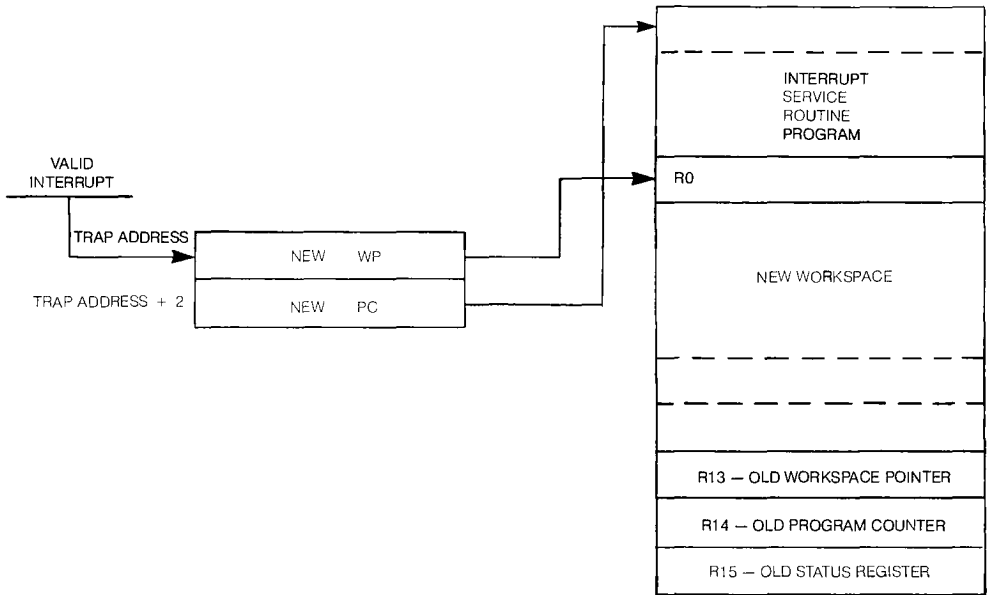 VALID
INTERRUPT
TRAP ADDRESS
NEW WP
TRAP ADDRESS + 2
NEW PC
INTERRUPT
SERVICE
ROUTINE
PROGRAM
R0
NEW WORKSPACE
R13 — OLD WORKSPACE POINTER
R14 — OLD PROGRAM COUNTER
R15 — OLD STATUS REGISTER